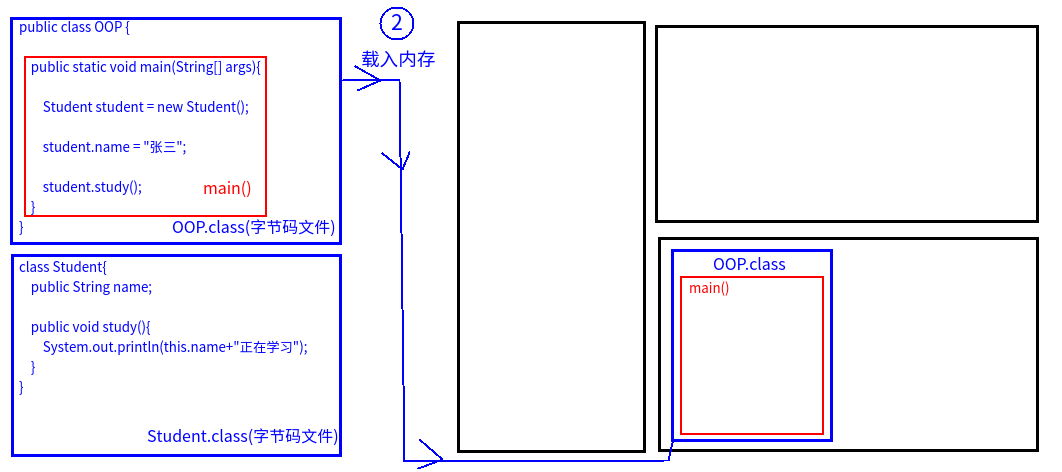 public class OOP {
public static void main(String[] args){
Student student = new Student();
student.name = "张三";
student.study();
main()
}
}
OOP.class(字节码文件)
class Student{
public String name;
public void study(){
System.out.println(this.name+"正在学习");
}
}
Student.class(字节码文件)
2
载入内存
OOP.class
main()